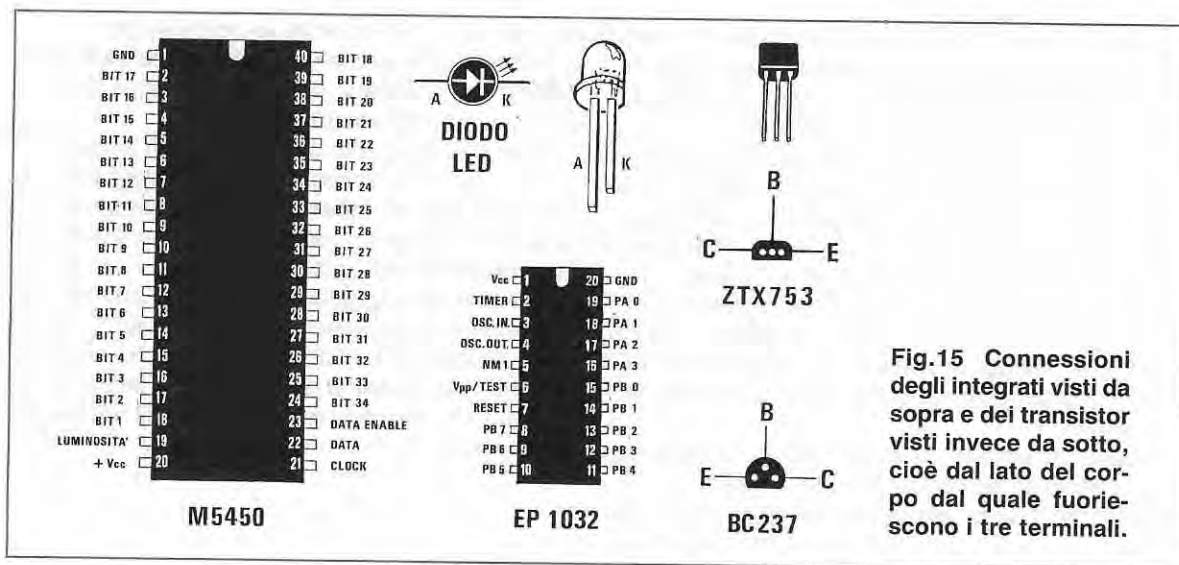 GND 1 40 BIT 18
BIT 17 2 39 BIT 19
BIT 16 3 38 BIT 20
BIT 15 4 37 BIT 21
BIT 14 5 36 BIT 22
BIT 13 6 35 BIT 23
BIT 12 7 34 BIT 24
BIT 11 8 33 BIT 25
BIT 10 9 32 BIT 26
BIT 9 10 31 BIT 27
BIT 8 11 30 BIT 28
BIT 7 12 29 BIT 29
BIT 6 13 28 BIT 30
BIT 5 14 27 BIT 31
BIT 4 15 26 BIT 32
BIT 3 16 25 BIT 33
BIT 2 17 24 BIT 34
BIT 1 18 23 DATA ENABLE
LUMINOSITA' 19 22 DATA
+ Vcc 20 21 CLOCK
M5450
A K
DIODO
LED
A K
Vcc 1 20 GND
TIMER 2 19 PA 0
OSC. IN. 3 18 PA 1
OSC. OUT. 4 17 PA 2
NM1 5 16 PA 3
Vpp/TEST 6 15 PB 0
RESET 7 14 PB 1
PB 7 8 13 PB 2
PB 6 9 12 PB 3
PB 5 10 11 PB 4
EP 1032
B
C E
ZTX753
B
E C
BC237
Fig.15 Connessioni
degli integrati visti da
sopra e dei transistor
visti invece da sotto,
cioè dal lato del cor-
po dal quale fuorie-
scono i tre terminali.